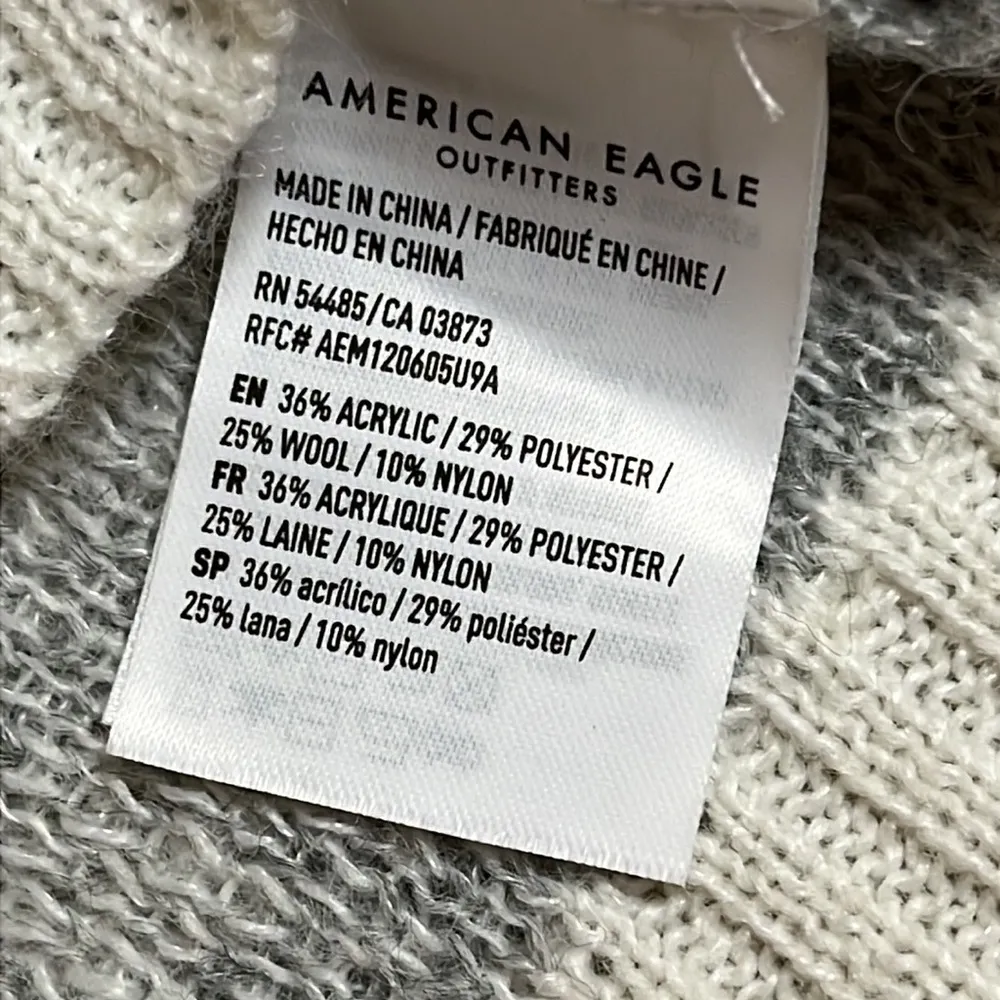 AMERICAN EAGLE
OUTFITTERS
MADE IN CHINA / FABRIQUÉ EN CHINE /
HECHO EN CHINA
RN 54485/CA 03873
RFC# AEM120605U9A
EN 36% ACRYLIC / 29% POLYESTER /
25% WOOL / 10% NYLON
FR 36% ACRYLIQUE / 29% POLYESTER /
25% LAINE / 10% NYLON
SP 36% acrílico / 29% poliéster /
25% lana / 10% nylon